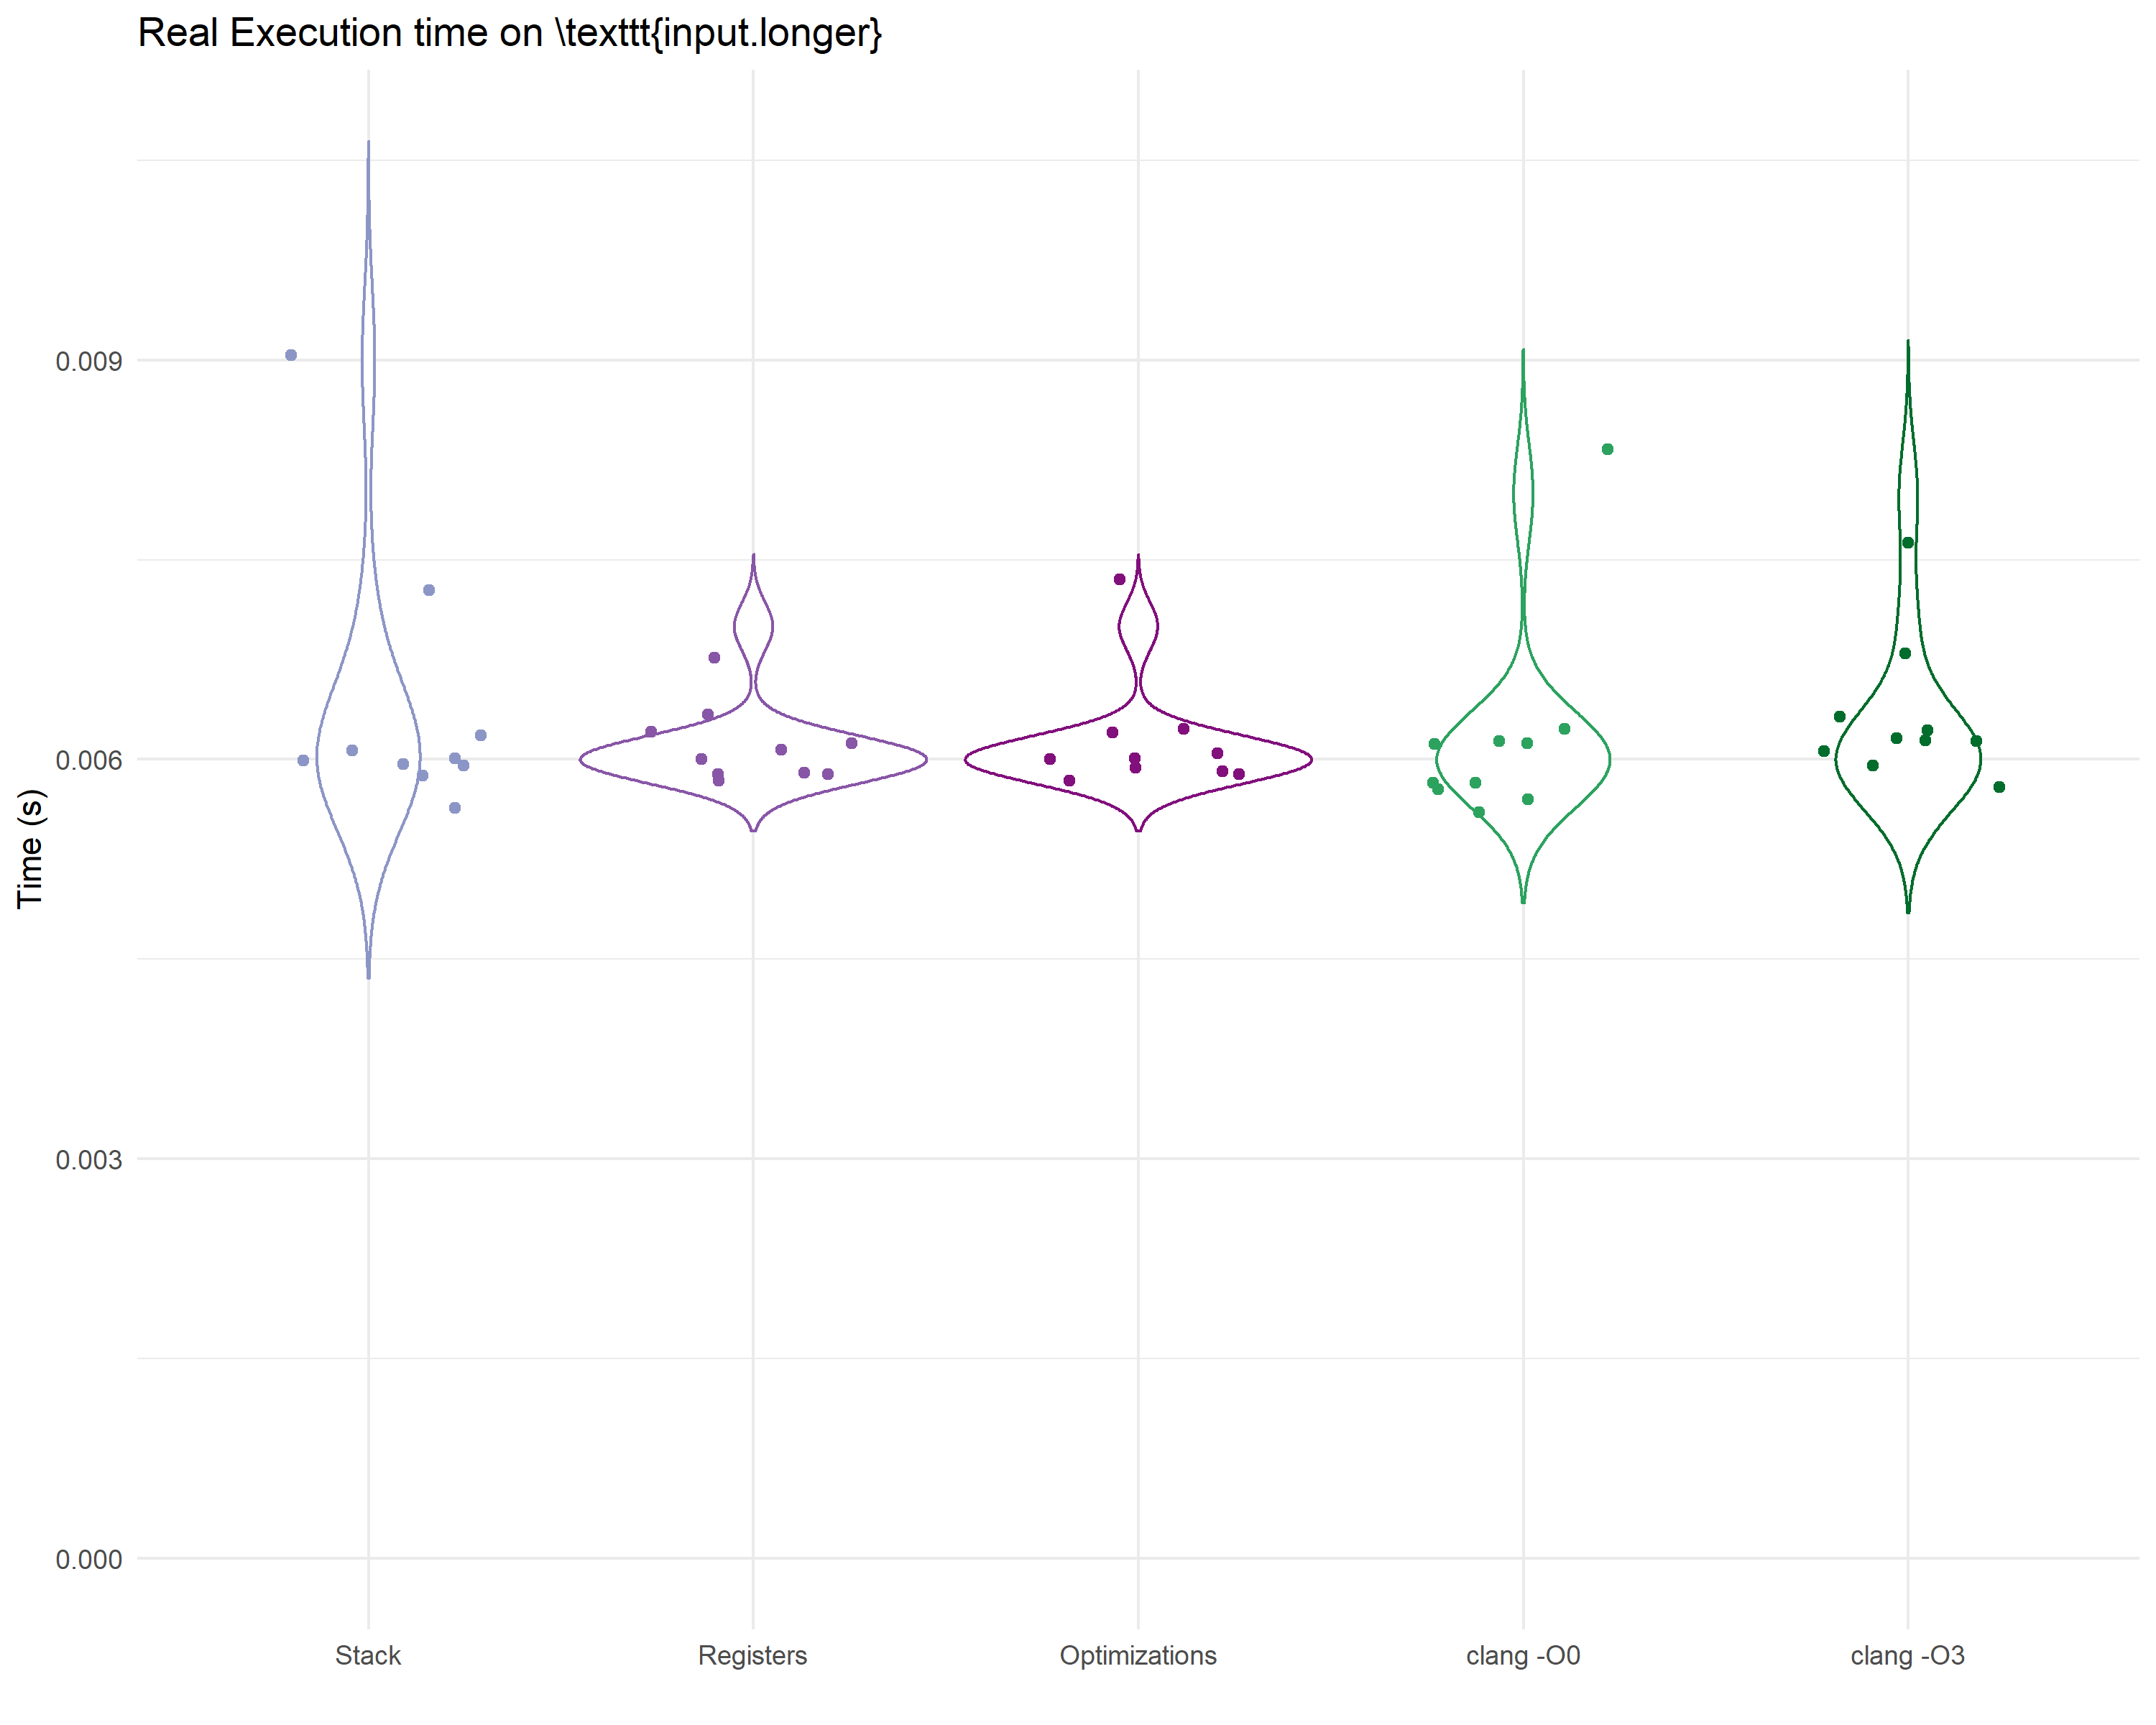 Real Execution time on \texttt{input.longer}
Time (s)
0.009
0.006
0.003
0.000
Stack Registers Optimizations clang -O0 clang -O3